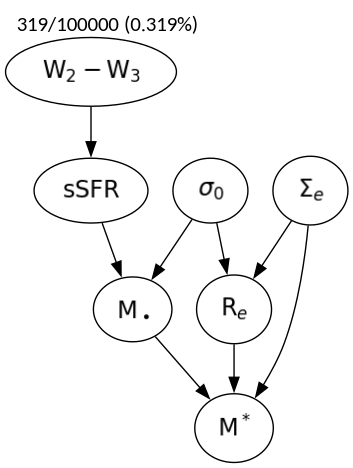 319/100000 (0.319%)
W₂ − W₃
sSFR
σ₀
Σₑ
M•
Rₑ
M*